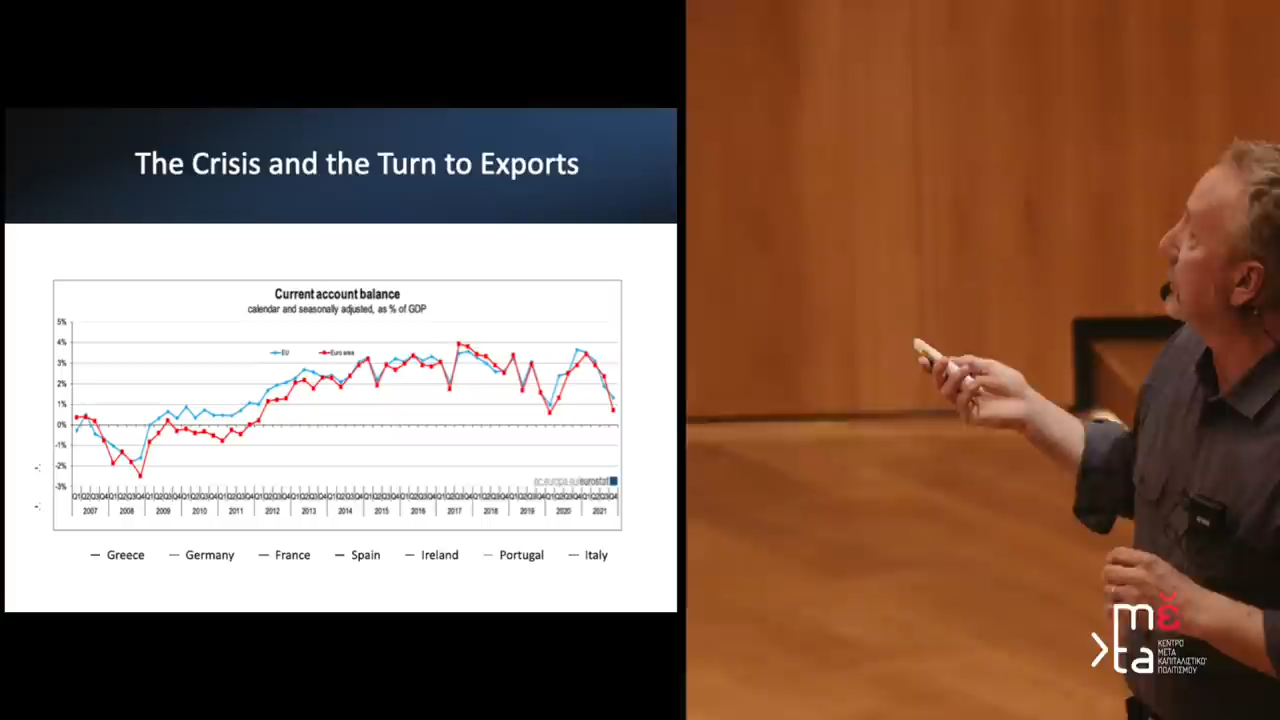 The Crisis and the Turn to Exports
Current account balance
calendar and seasonally adjusted, as % of GDP
5%
4%
3%
2%
1%
0%
-1%
-2%
-3%
EU
Euro area
ec.europa.eu/eurostat
2007 2008 2009 2010 2011 2012 2013 2014 2015 2016 2017 2018 2019 2020 2021
Greece Germany France Spain Ireland Portugal Italy
mέta
ΚΕΝΤΡΟ
ΜΕΤΑ
ΚΑΠΙΤΑΛΙΣΤΙΚΟΥ
ΠΟΛΙΤΙΣΜΟΥ